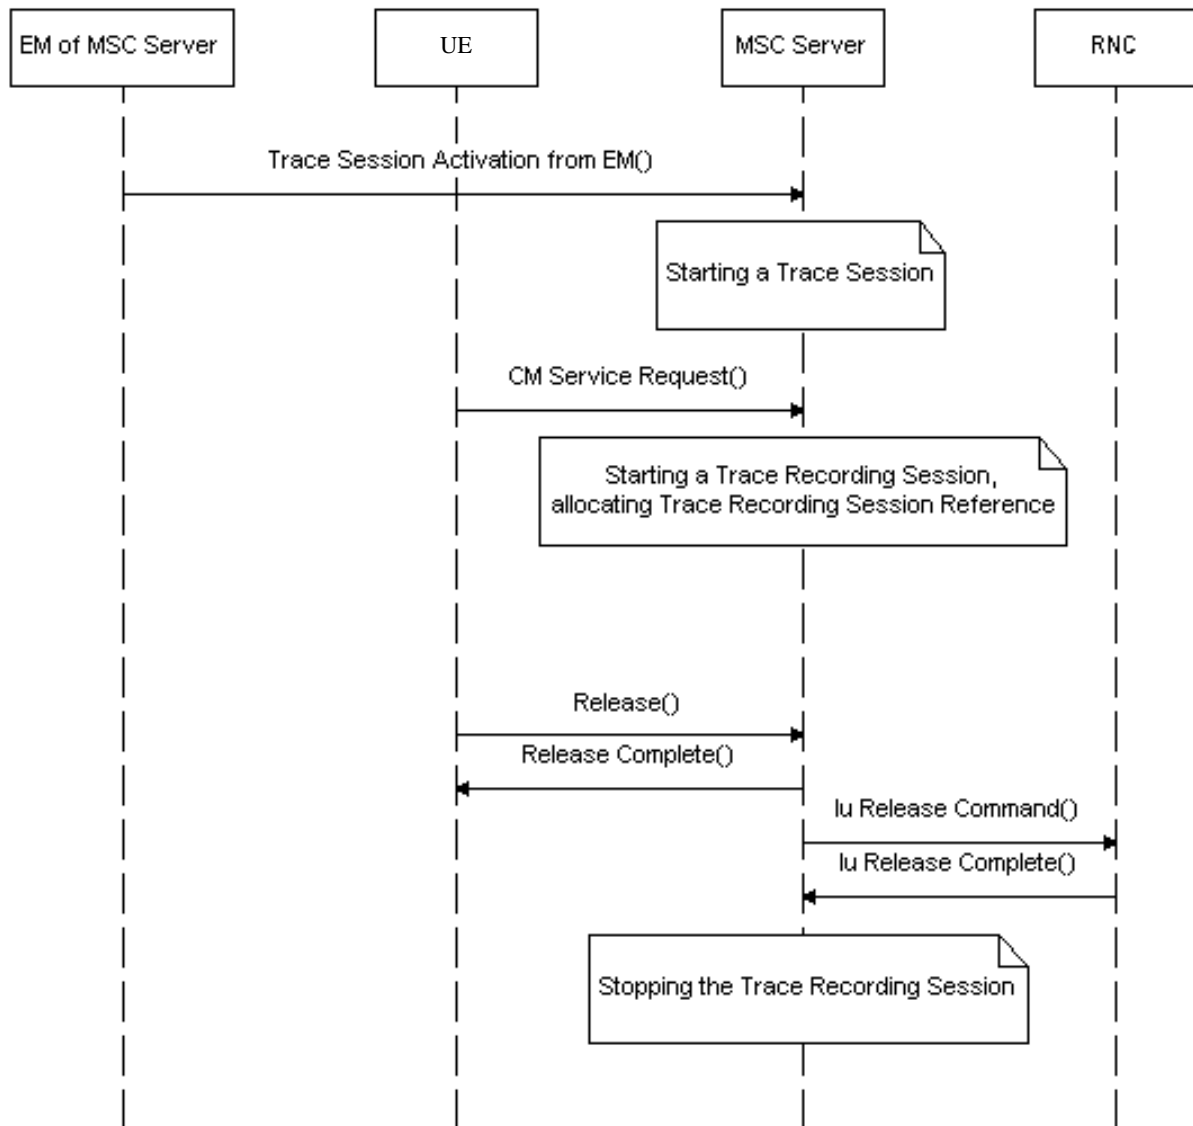 EM of MSC Server
UE
MSC Server
RNC
Trace Session Activation from EM()
Starting a Trace Session
CM Service Request()
Starting a Trace Recording Session,
allocating Trace Recording Session Reference
Release()
Release Complete()
Iu Release Command()
Iu Release Complete()
Stopping the Trace Recording Session